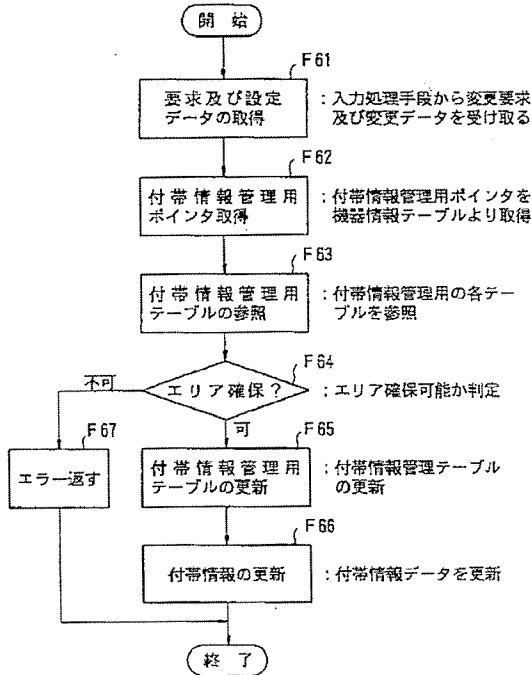 開始
F61
要求及び設定
データの取得
:入力処理手段から変更要求
及び変更データを受け取る
F62
付帯情報管理用
ポインタ取得
:付帯情報管理用ポインタを
機器情報テーブルより取得
F63
付帯情報管理用
テーブルの参照
:付帯情報管理用の各テー
ブルを参照
F64
エリア確保?
:エリア確保可能か判定
不可
可
F67
エラー返す
F65
付帯情報管理用
テーブルの更新
:付帯情報管理テーブル
の更新
F66
付帯情報の更新
:付帯情報データを更新
終了